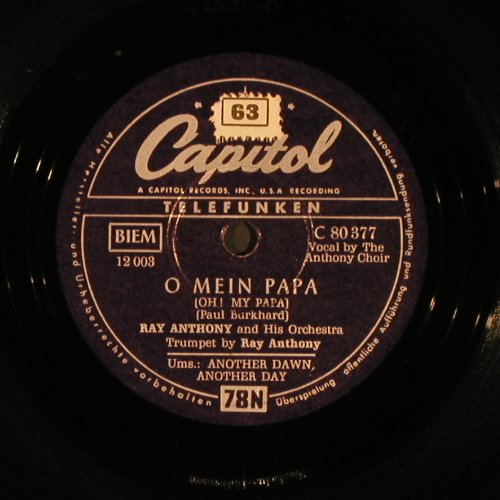 63
Capitol
A CAPITOL RECORDS, INC., U.S.A RECORDING
TELEFUNKEN
BIEM
12 003
C 80 377
Vocal by The
Anthony Choir
O MEIN PAPA
(OH! MY PAPA)
(Paul Burkhard)
RAY ANTHONY and His Orchestra
Trumpet by Ray Anthony
Ums.: ANOTHER DAWN,
ANOTHER DAY
78N
Alle Hersteller- und Urheberrechte vorbehalten
Überspielung öffentliche Aufführung und Rundfunksendung verboten.